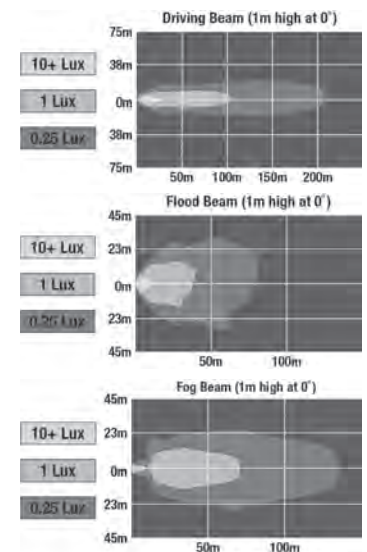 Driving Beam (1m high at 0°)
75m
10+ Lux
38m
1 Lux
0m
0.25 Lux
38m
75m
50m 100m 150m 200m
Flood Beam (1m high at 0°)
45m
10+ Lux
23m
1 Lux
0m
0.25 Lux
23m
45m
50m 100m
Fog Beam (1m high at 0°)
45m
10+ Lux
23m
1 Lux
0m
0.25 Lux
23m
45m
50m 100m